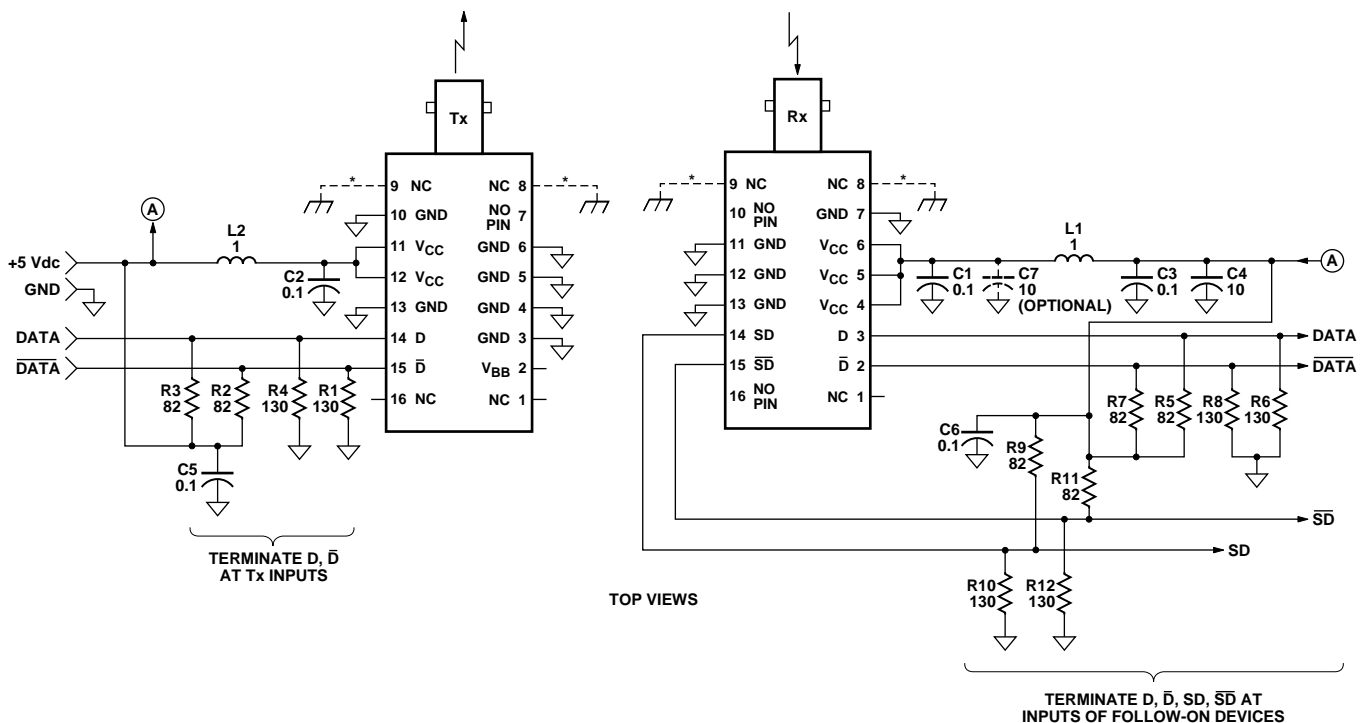 Tx
Rx
*
9 NC
NC 8
*
*
9 NC
NC 8
*
10 GND
NO PIN 7
10 NO PIN
GND 7
A
L2
1
11 VCC
GND 6
11 GND
VCC 6
L1
1
A
+5 Vdc
C2
0.1
12 VCC
GND 5
12 GND
VCC 5
C1
0.1
C7
10
(OPTIONAL)
C3
0.1
C4
10
GND
13 GND
GND 4
13 GND
VCC 4
DATA
14 D
GND 3
14 SD
D 3
DATA
D̅A̅T̅A̅
15 D̅
VBB 2
15 S̅D̅
D̅ 2
D̅A̅T̅A̅
R3
82
R2
82
R4
130
R1
130
16 NC
NC 1
16 NO PIN
NC 1
R7
82
R5
82
R8
130
R6
130
C5
0.1
C6
0.1
R9
82
R11
82
S̅D̅
SD
TERMINATE D, D̅
AT Tx INPUTS
R10
130
R12
130
TOP VIEWS
TERMINATE D, D̅, SD, S̅D̅ AT
INPUTS OF FOLLOW-ON DEVICES